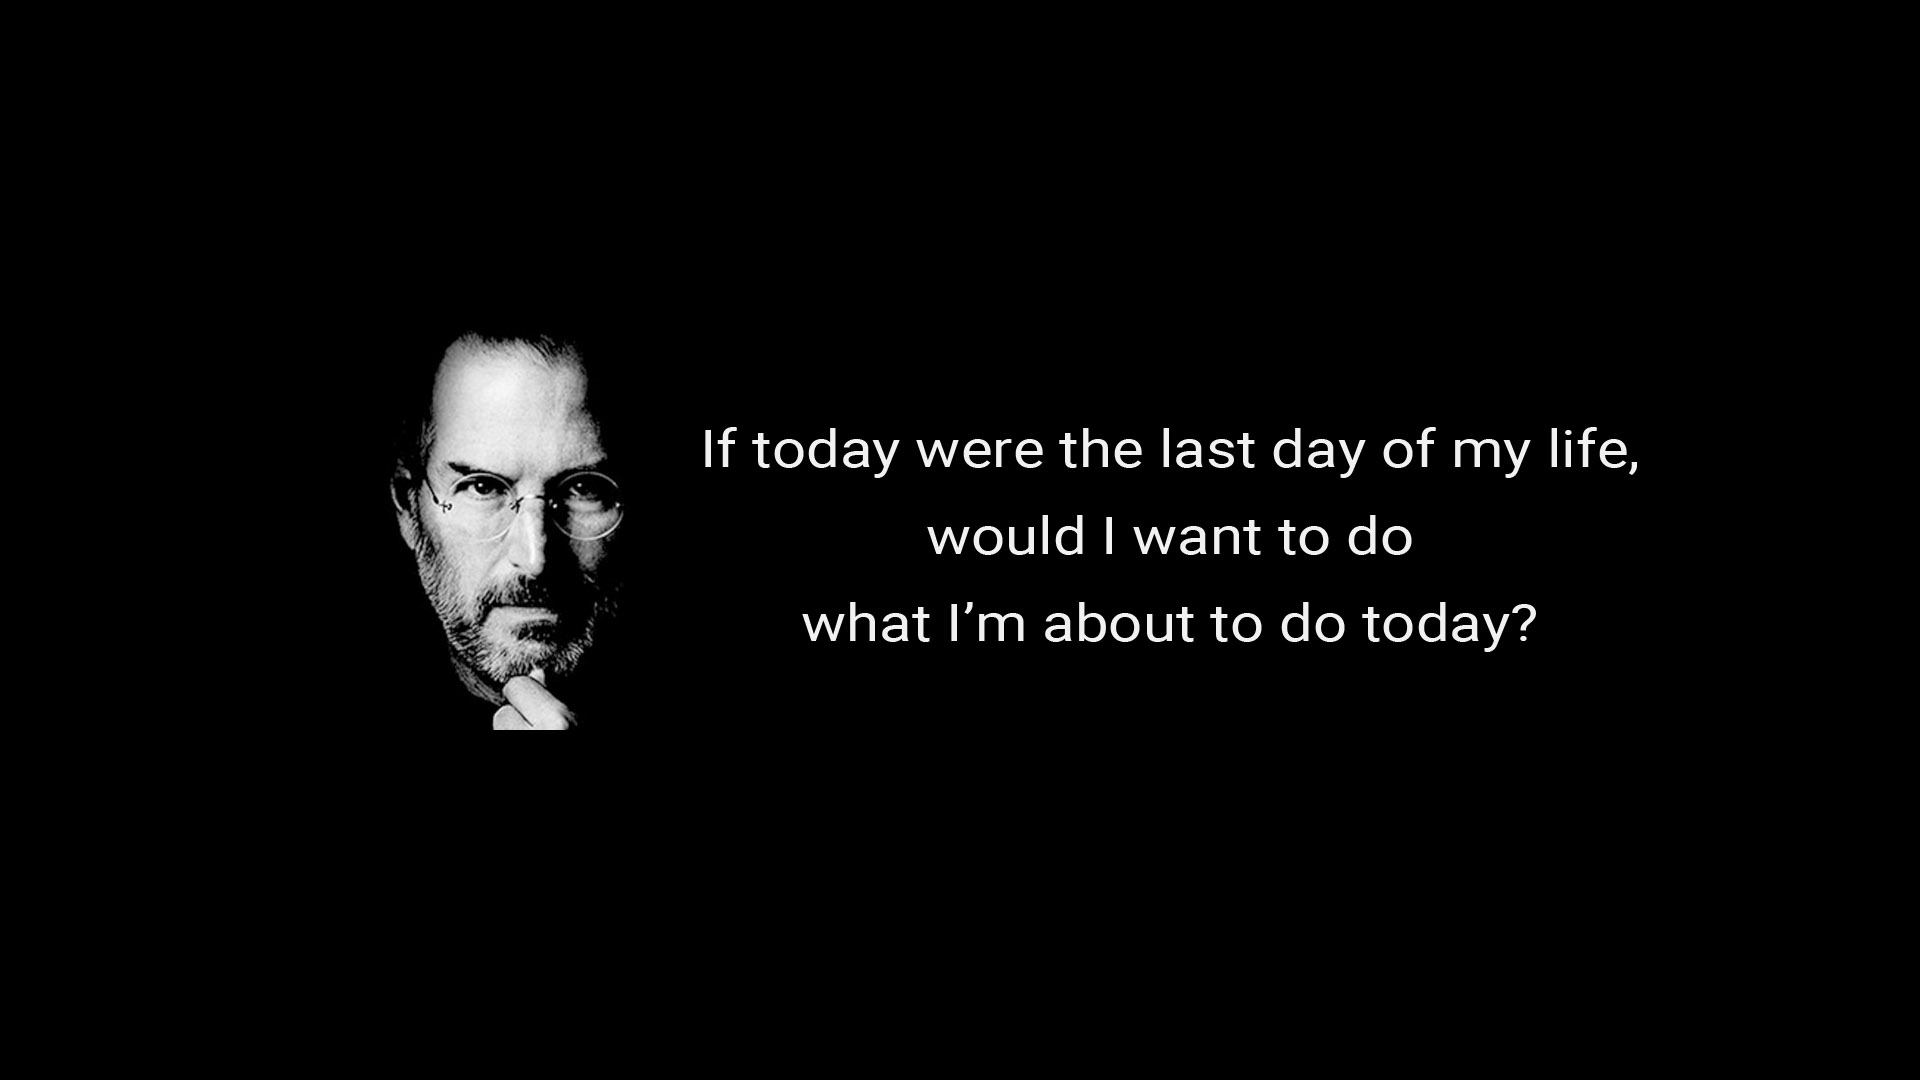 If today were the last day of my life,
would I want to do
what I’m about to do today?